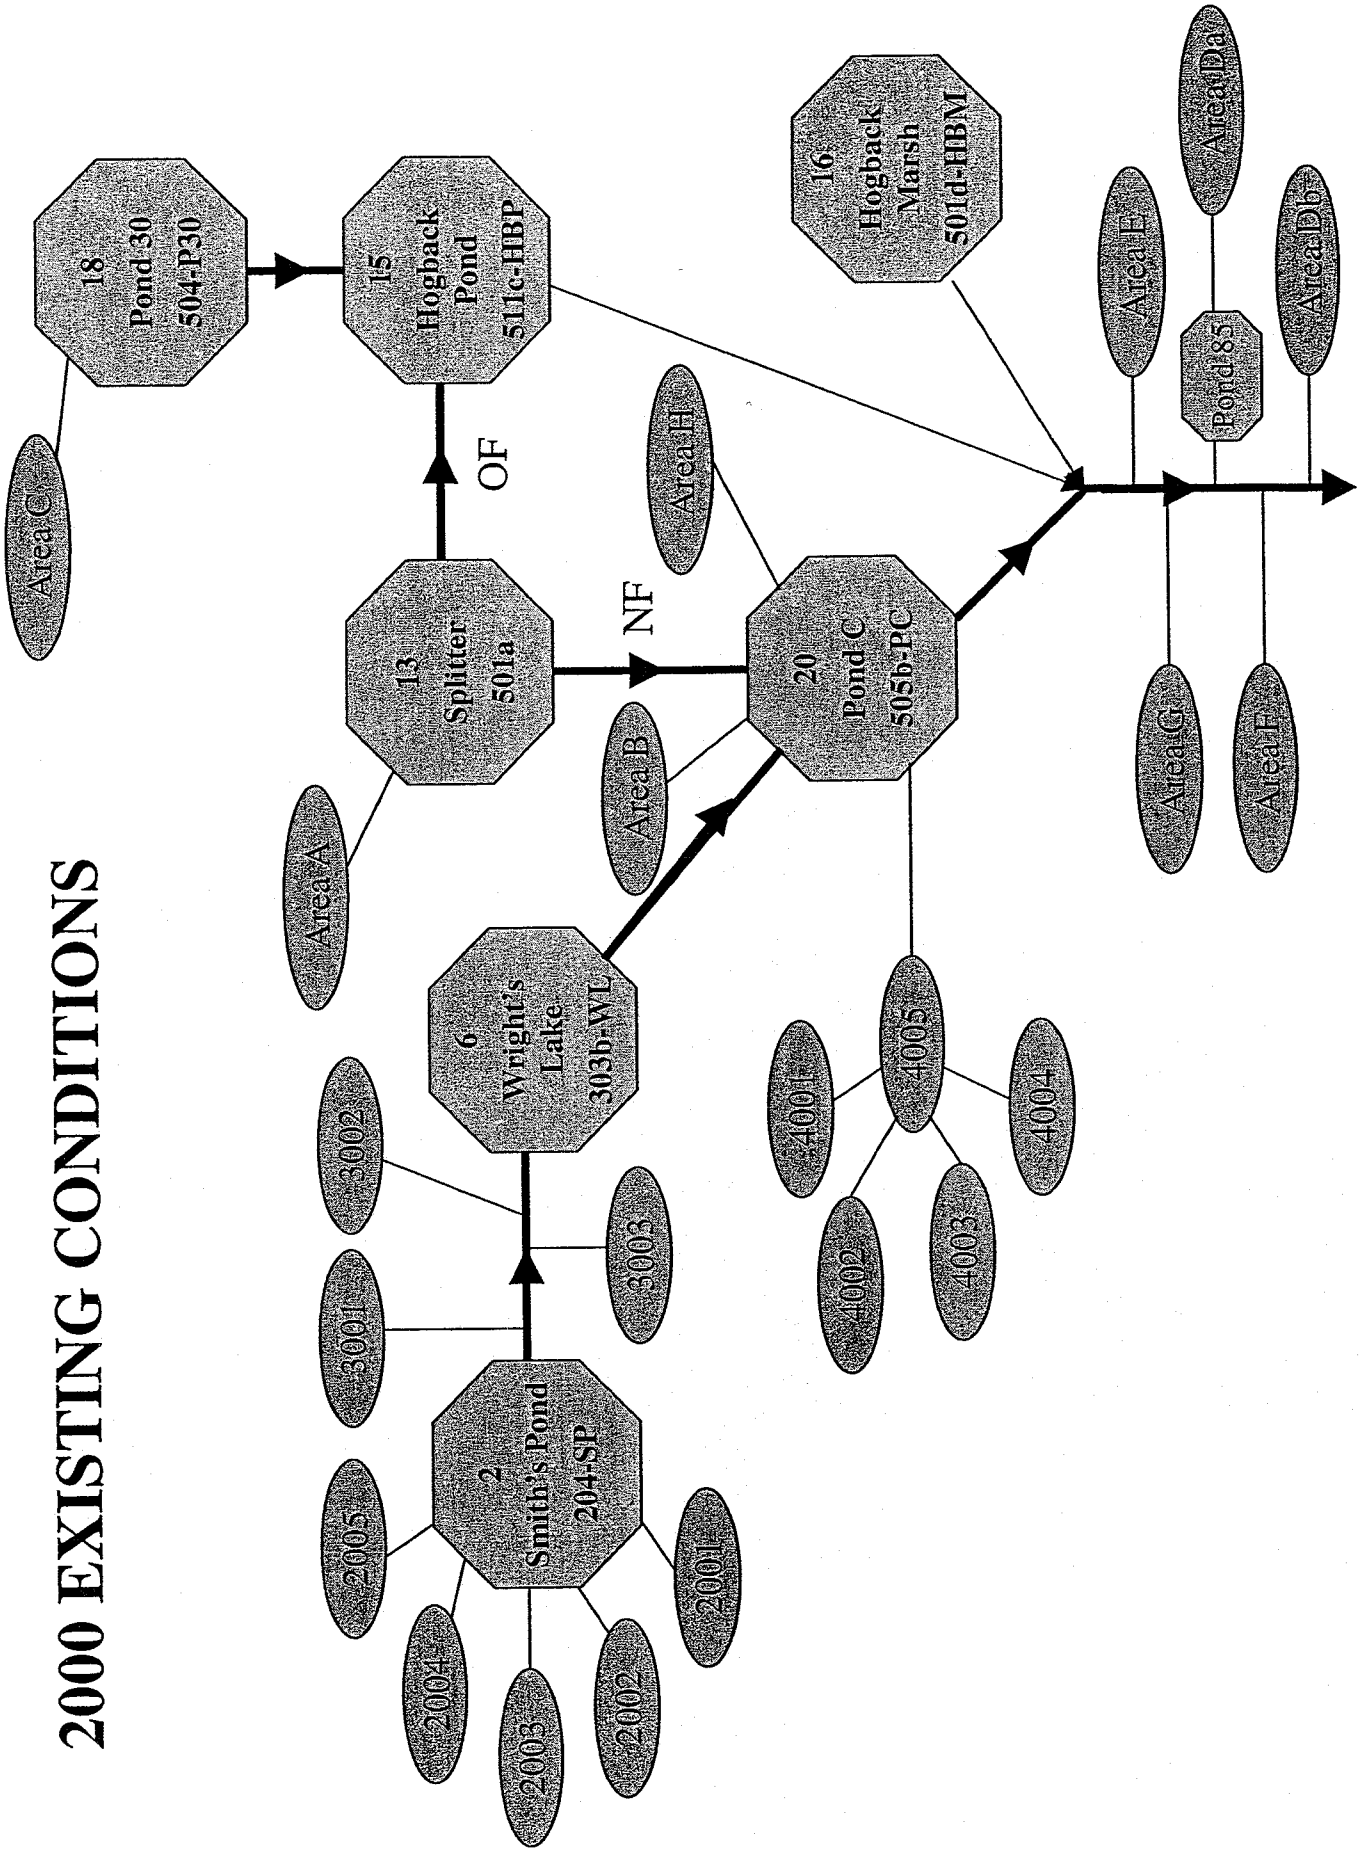 2000 EXISTING CONDITIONS
Area C
18
Pond 30
504-P30
Area A
13
Splitter
501a
OF
15
Hogback
Pond
511c-HBP
2005
2004
2003
2002
2001
2
Smith's Pond
204-SP
3001
3002
3003
6
Wright's
Lake
303b-WL
Area B
NF
Area H
20
Pond C
505b-PC
16
Hogback
Marsh
501d-HBM
4001
4002
4003
4004
4005
Area E
Area G
Pond 85
Area Da
Area F
Area Db